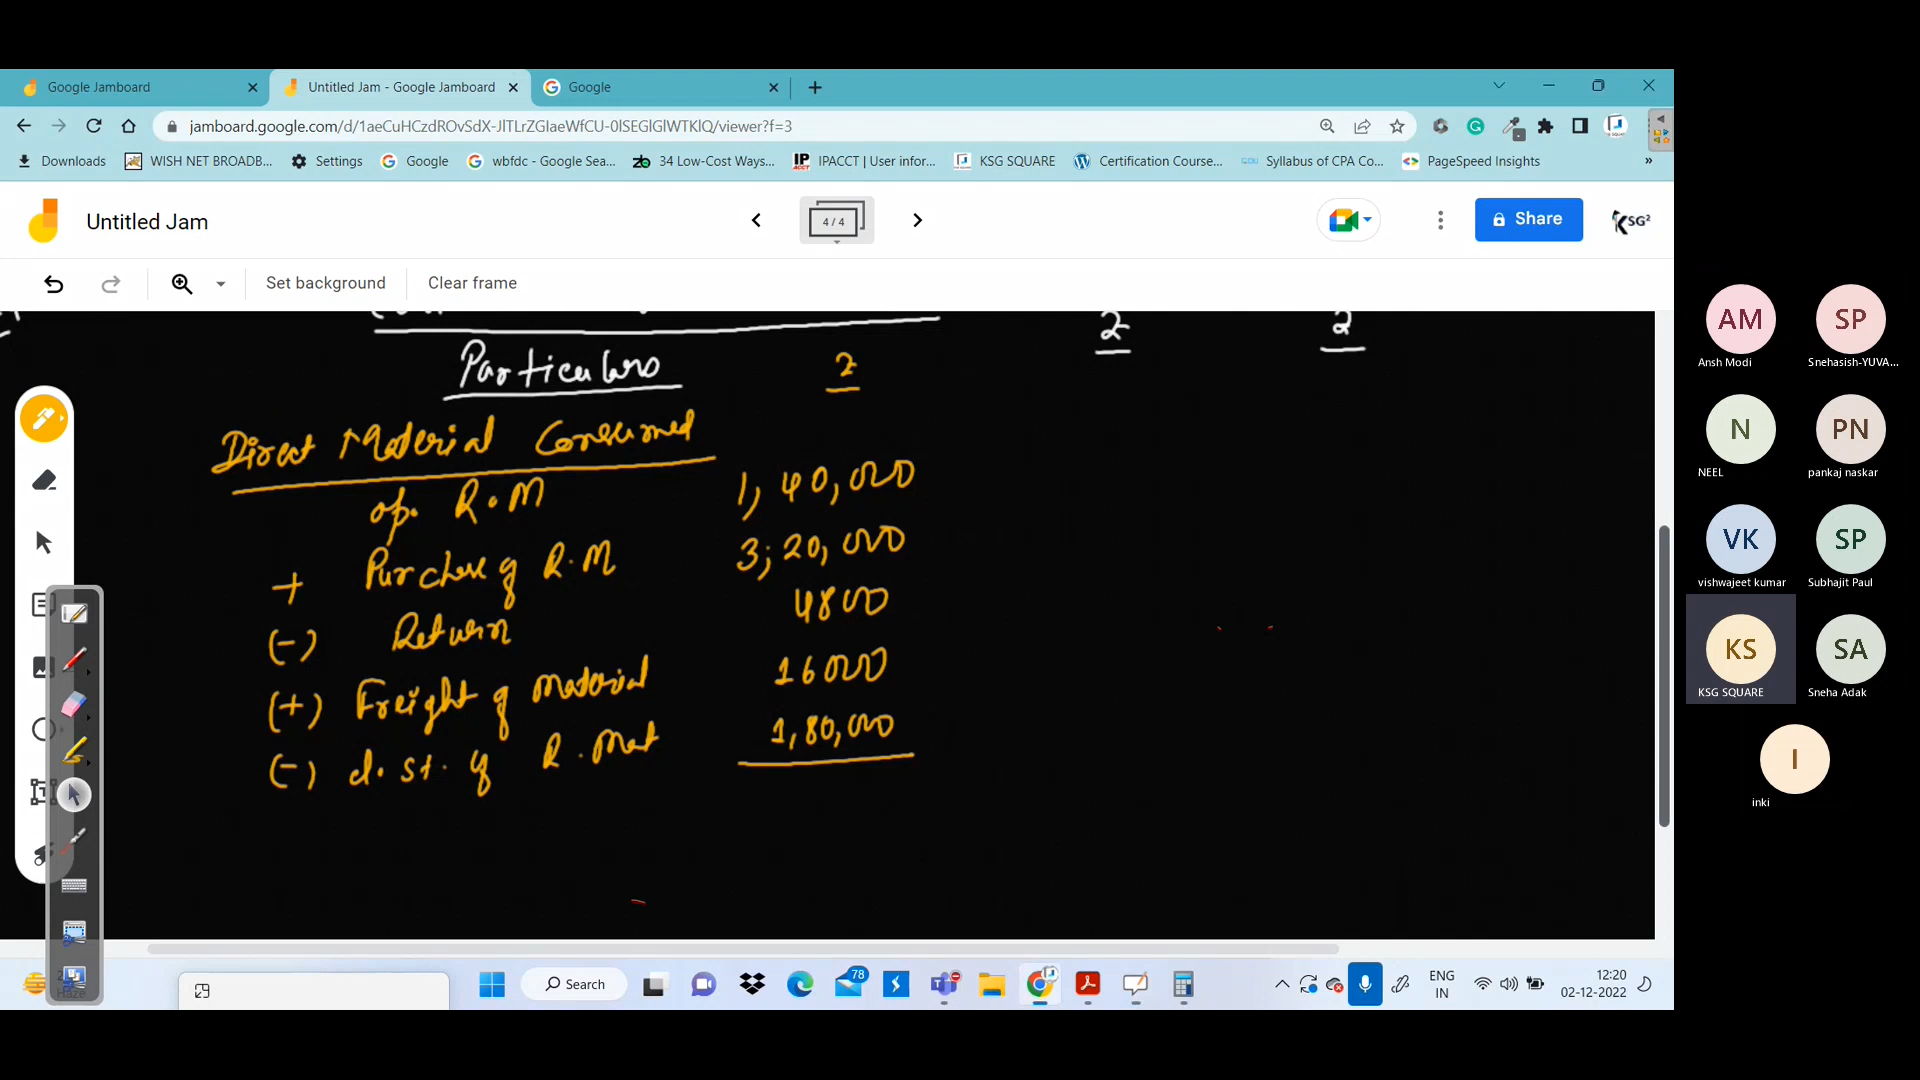 Google Jamboard
Untitled Jam - Google Jamboard
Google
jamboard.google.com/d/1aeCuHCzdROvSdX-JlTLrZGIaeWfCU-0lSEGlGlWTKlQ/viewer?f=3
Downloads
WISH NET BROADB...
Settings
Google
wbfdc - Google Sea...
34 Low-Cost Ways...
IPACCT | User infor...
KSG SQUARE
Certification Course...
Syllabus of CPA Co...
PageSpeed Insights
»
Untitled Jam
4 / 4
Share
KSG²
Set background
Clear frame
Particulars
Direct Material Consumed
op. R.M 1,40,000
+ Purchase of R.M 3,20,000
(-) Return 4800
(+) Freight of Material 16000
(-) cl. st. of R. Mat 1,80,000
AM
Ansh Modi
SP
Snehasish-YUVA...
N
NEEL
PN
pankaj naskar
VK
vishwajeet kumar
SP
Subhajit Paul
KS
KSG SQUARE
SA
Sneha Adak
I
inki
Haze
Search
78
ENG
IN
12:20
02-12-2022